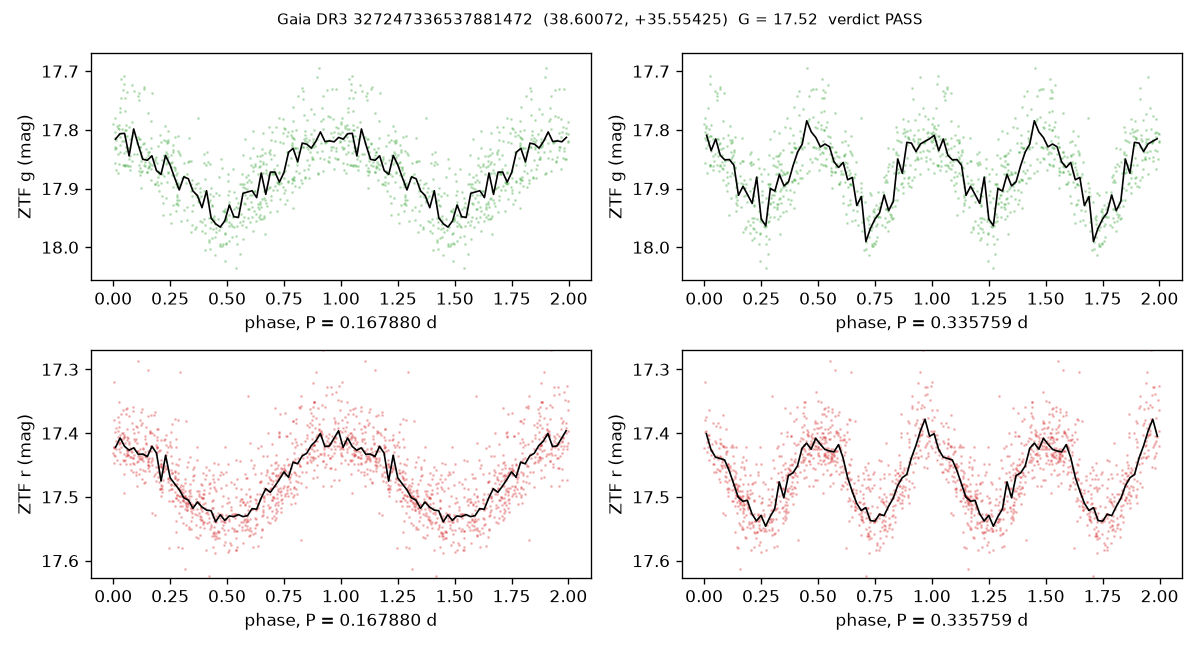 Gaia DR3 327247336537881472  (38.60072, +35.55425)  G = 17.52  verdict PASS
ZTF g (mag)
17.7
17.8
17.9
18.0
0.00 0.25 0.50 0.75 1.00 1.25 1.50 1.75 2.00
phase, P = 0.167880 d
ZTF g (mag)
17.7
17.8
17.9
18.0
0.00 0.25 0.50 0.75 1.00 1.25 1.50 1.75 2.00
phase, P = 0.335759 d
ZTF r (mag)
17.3
17.4
17.5
17.6
0.00 0.25 0.50 0.75 1.00 1.25 1.50 1.75 2.00
phase, P = 0.167880 d
ZTF r (mag)
17.3
17.4
17.5
17.6
0.00 0.25 0.50 0.75 1.00 1.25 1.50 1.75 2.00
phase, P = 0.335759 d